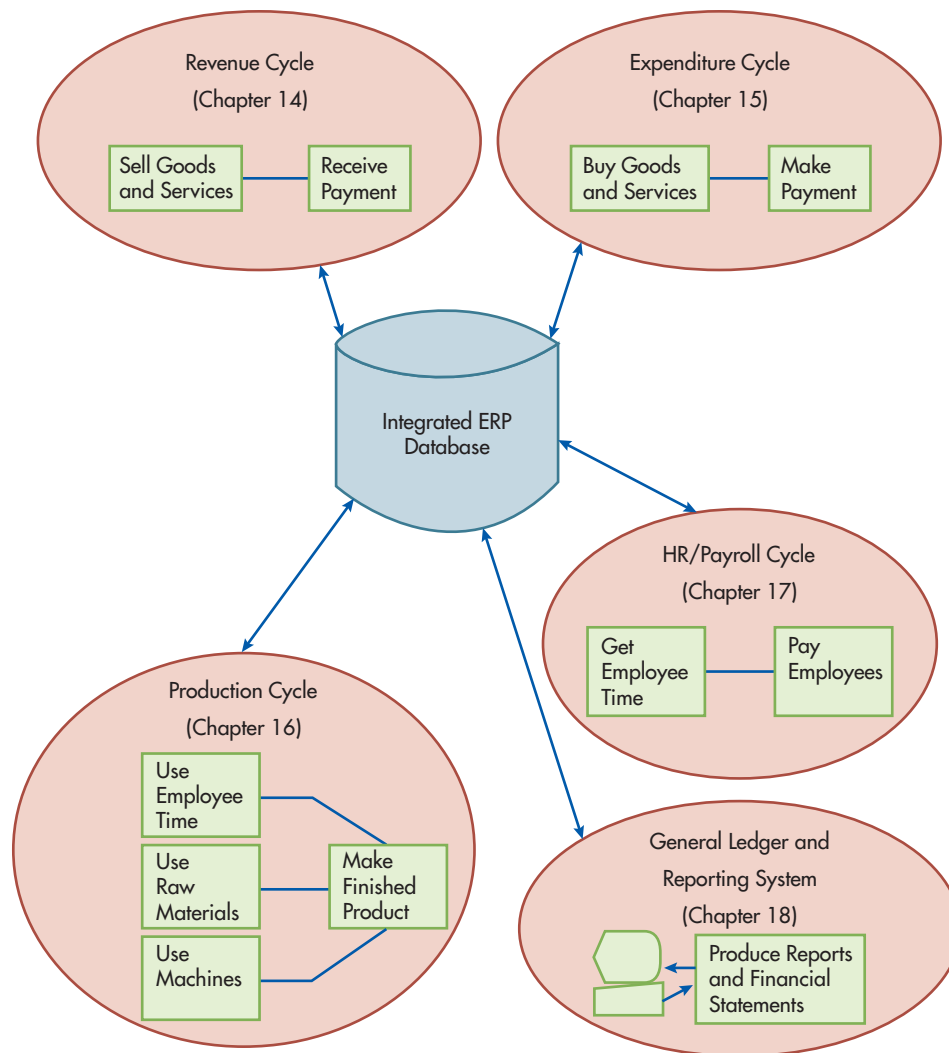 Revenue Cycle
(Chapter 14)
Sell Goods
and Services
Receive
Payment
Expenditure Cycle
(Chapter 15)
Buy Goods
and Services
Make
Payment
Integrated ERP
Database
HR/Payroll Cycle
(Chapter 17)
Get
Employee
Time
Pay
Employees
Production Cycle
(Chapter 16)
Use
Employee
Time
Use
Raw
Materials
Use
Machines
Make
Finished
Product
General Ledger and
Reporting System
(Chapter 18)
Produce Reports
and Financial
Statements